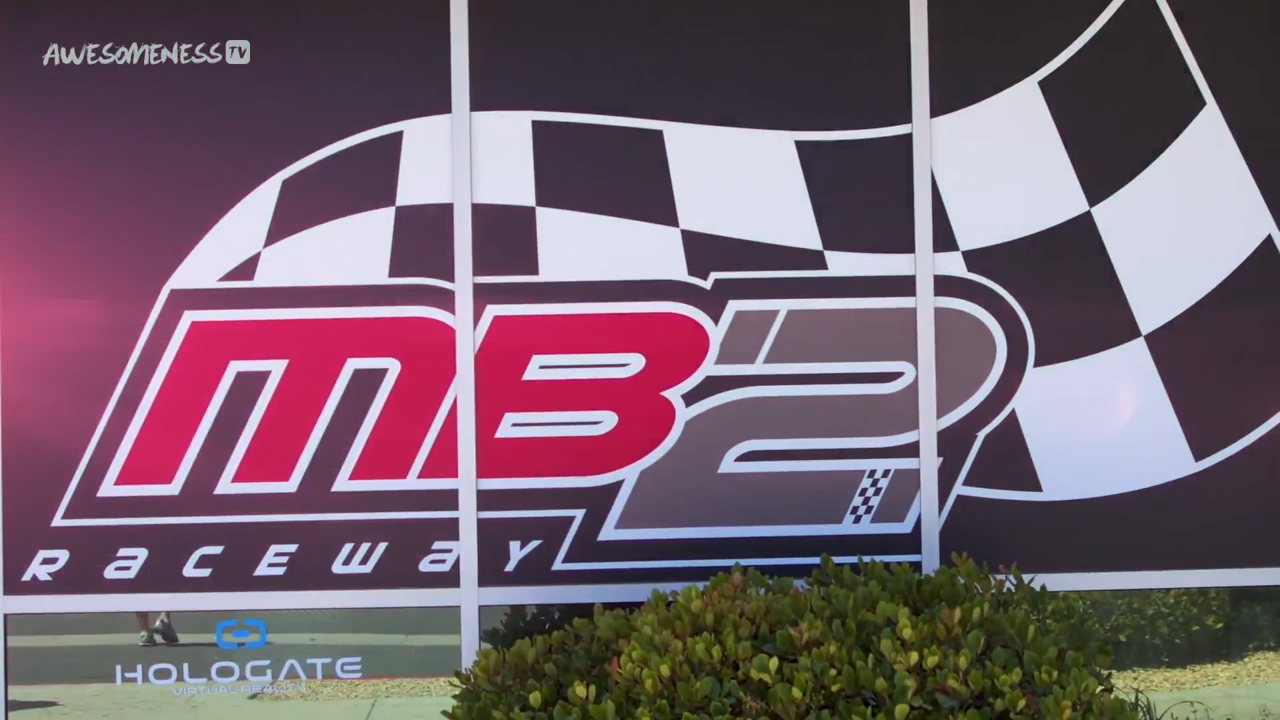 AWESOMENESS TV
MB2
RACEWAY
HOLOGATE
VIRTUAL REALITY